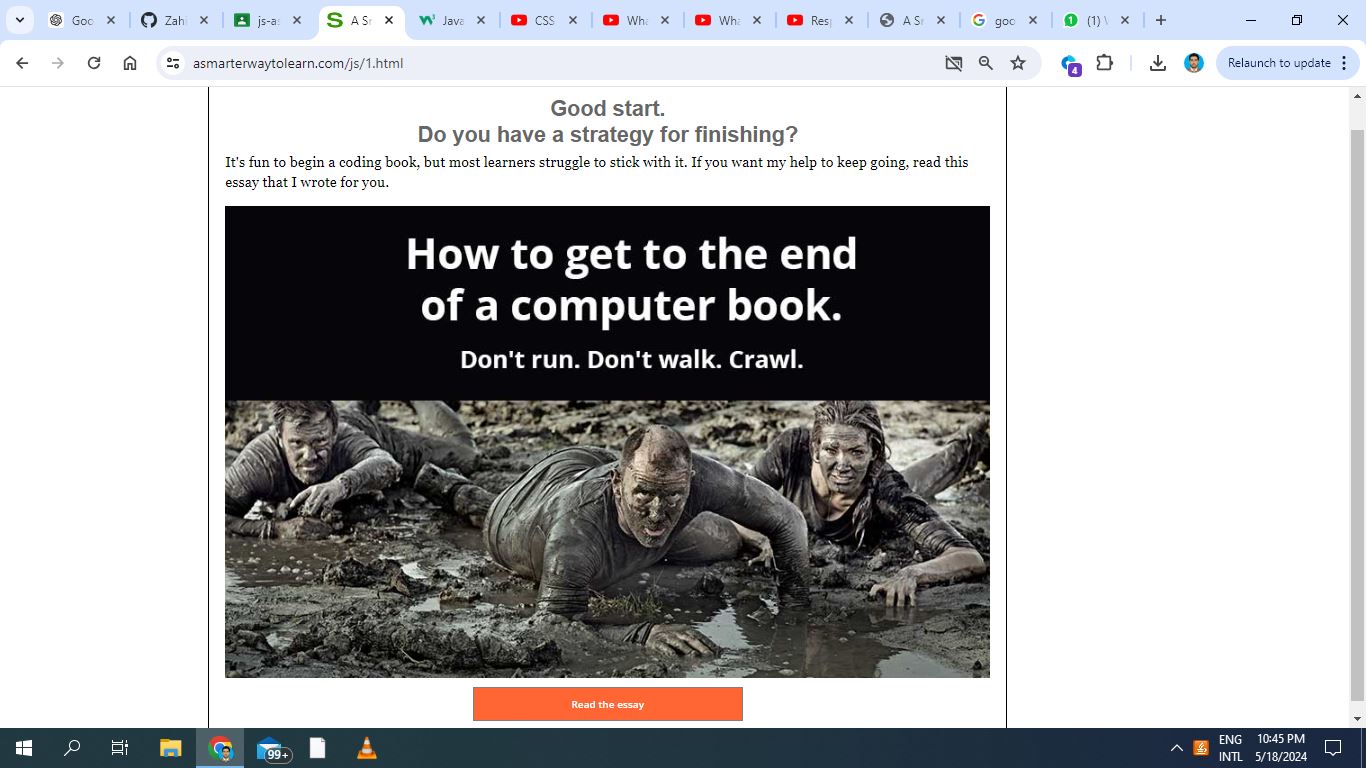 Goo
Zahi
js-as
A Sr
Java
CSS
Wha
Wha
Res
A Sr
goo
(1) W
asmarterwaytolearn.com/js/1.html
4
Relaunch to update
Good start.
Do you have a strategy for finishing?
It's fun to begin a coding book, but most learners struggle to stick with it. If you want my help to keep going, read this
essay that I wrote for you.
How to get to the end
of a computer book.
Don't run. Don't walk. Crawl.
Read the essay
99+
ENG
INTL
10:45 PM
5/18/2024